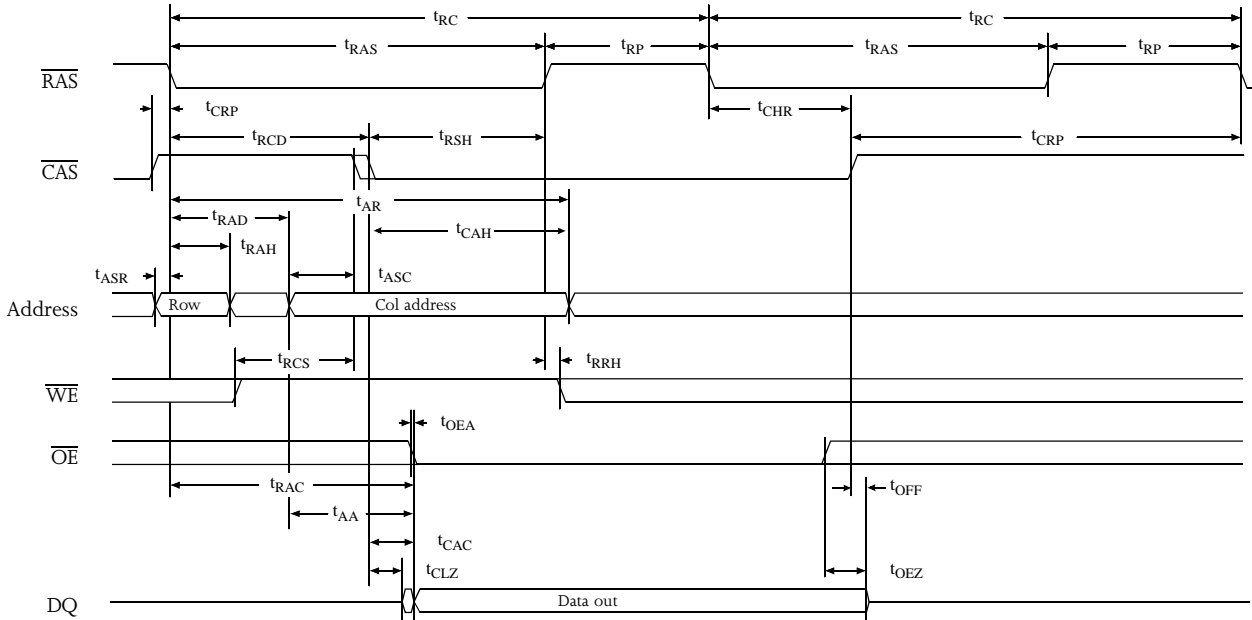 tRC tRC
tRAS tRP tRAS tRP
RAS
tCRP tCHR
tRCD tRSH tCRP
CAS
tAR
tRAD
tCAH
tRAH
tASR tASC
Address Row Col address
tRCS tRRH
WE
tOEA
OE
tRAC tOFF
tAA
tCAC
tCLZ tOEZ
DQ Data out